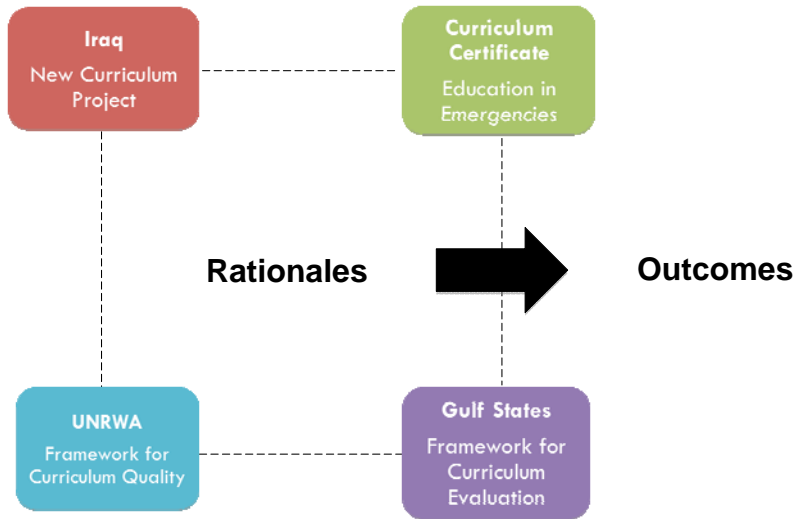 Iraq
New Curriculum
Project
Curriculum
Certificate
Education in
Emergencies
Rationales
Outcomes
UNRWA
Framework for
Curriculum Quality
Gulf States
Framework for
Curriculum
Evaluation